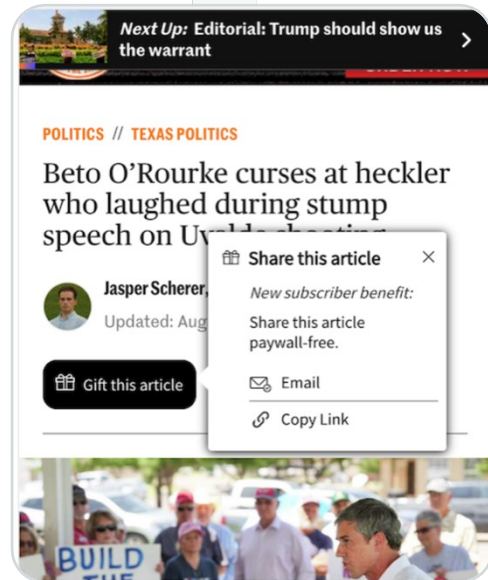 Next Up: Editorial: Trump should show us
the warrant
POLITICS // TEXAS POLITICS
Beto O’Rourke curses at heckler
who laughed during stump
speech on
Share this article
Jasper Scherer,
New subscriber benefit:
Updated: Aug
Share this article
paywall-free.
Gift this article
Email
Copy Link
BUILD
THE